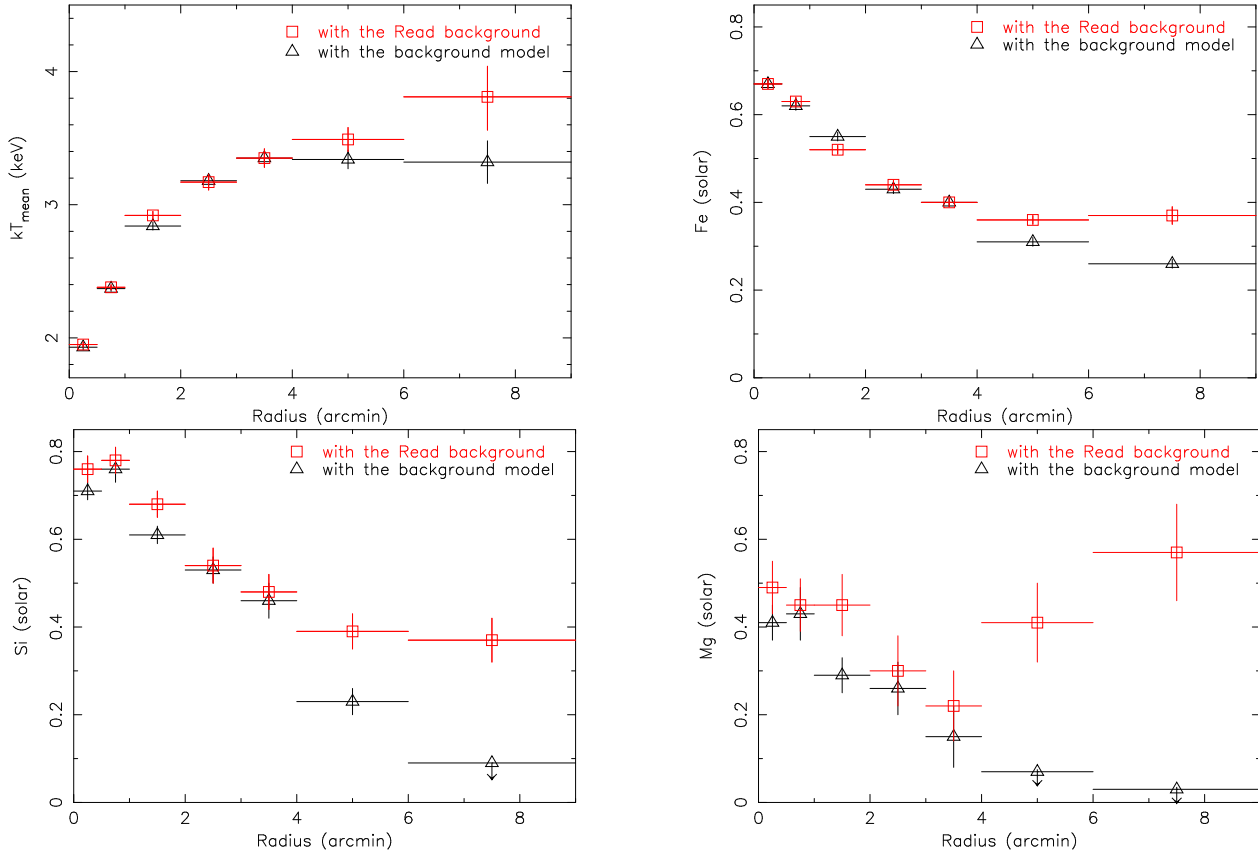 with the Read background
with the background model
kTmean (keV)
4
3
2
0 2 4 6 8
Radius (arcmin)
with the Read background
with the background model
Fe (solar)
0.8
0.6
0.4
0.2
0
0 2 4 6 8
Radius (arcmin)
with the Read background
with the background model
Si (solar)
0.8
0.6
0.4
0.2
0
0 2 4 6 8
Radius (arcmin)
with the Read background
with the background model
Mg (solar)
0.8
0.6
0.4
0.2
0
0 2 4 6 8
Radius (arcmin)